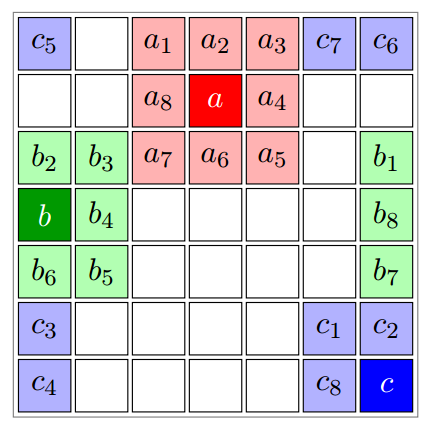 c₅ a₁ a₂ a₃ c₇ c₆
a₈ a a₄
b₂ b₃ a₇ a₆ a₅ b₁
b b₄ b₈
b₆ b₅ b₇
c₃ c₁ c₂
c₄ c₈ c